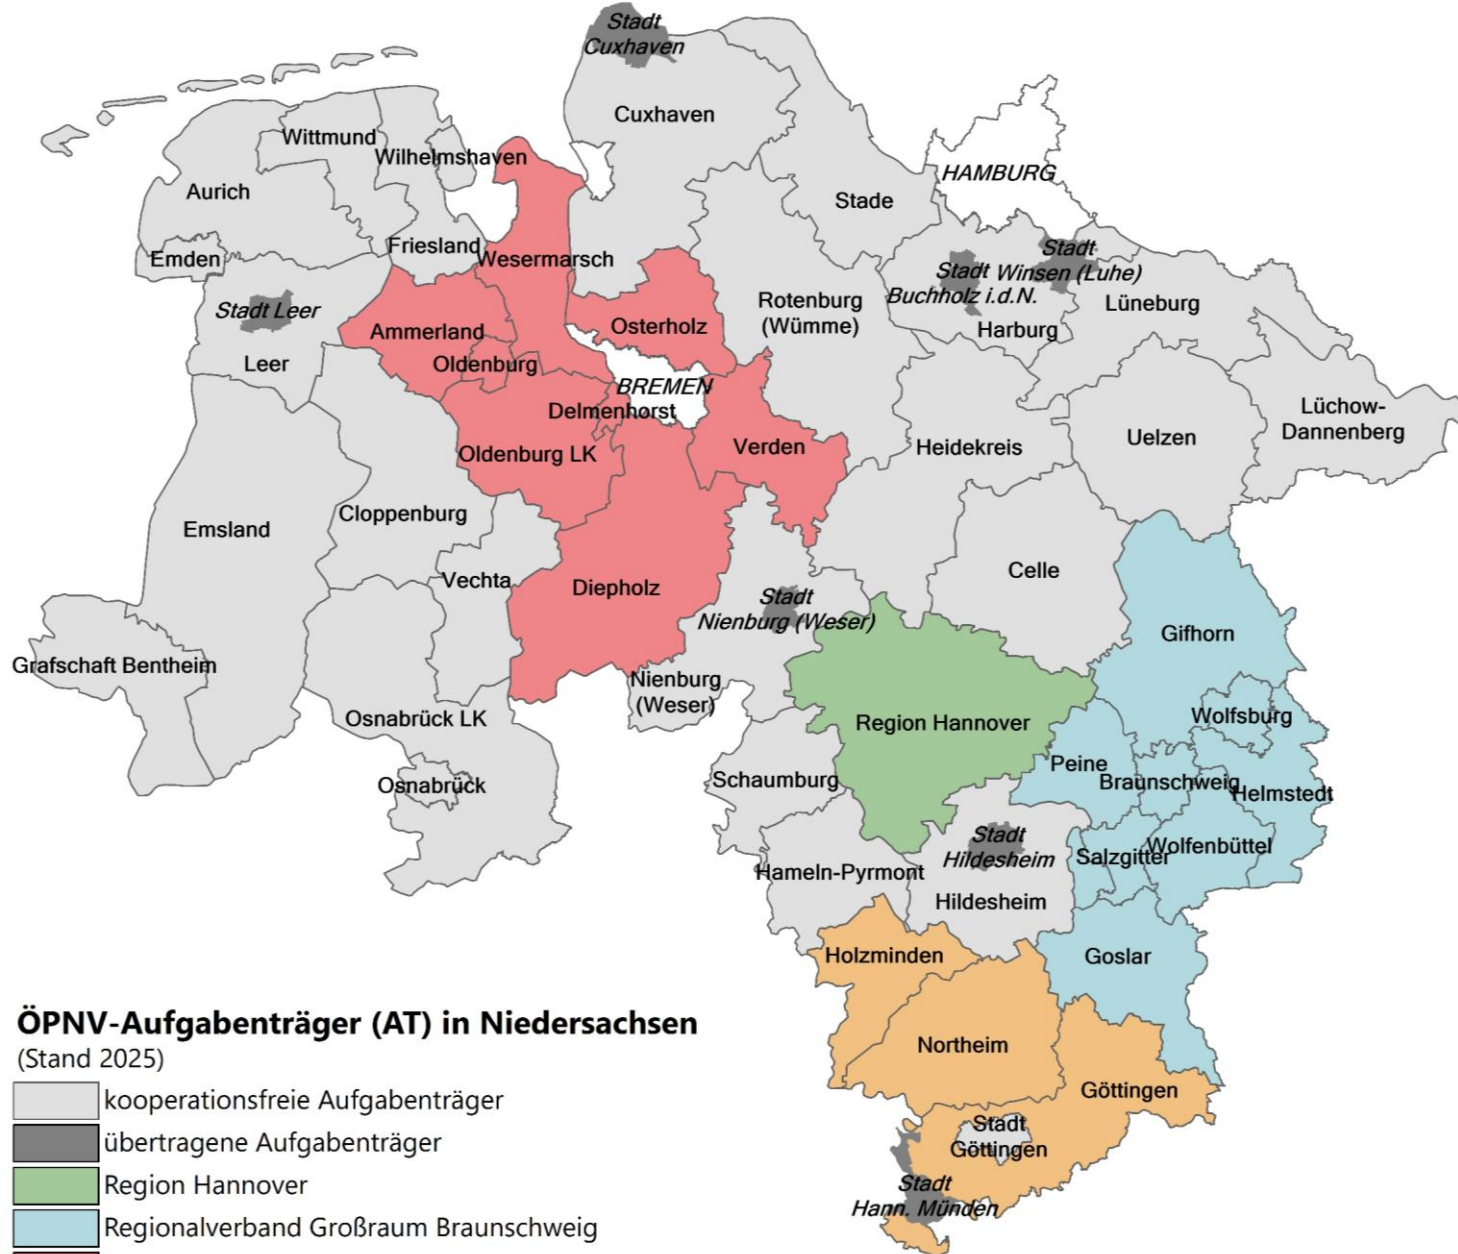 Stadt
Cuxhaven
Cuxhaven
Wittmund
Wilhelmshaven
HAMBURG
Aurich
Stade
Friesland
Emden
Wesermarsch
Stadt
Winsen (Luhe)
Stadt
Buchholz i.d.N.
Lüneburg
Stadt Leer
Rotenburg
(Wümme)
Ammerland
Osterholz
Harburg
Leer
Oldenburg
BREMEN
Delmenhorst
Lüchow-
Dannenberg
Oldenburg LK
Verden
Heidekreis
Uelzen
Cloppenburg
Emsland
Vechta
Diepholz
Celle
Stadt
Nienburg (Weser)
Gifhorn
Grafschaft Bentheim
Nienburg
(Weser)
Osnabrück LK
Region Hannover
Wolfsburg
Peine
Schaumburg
Braunschweig
Osnabrück
Helmstedt
Stadt
Hildesheim
Salzgitter
Wolfenbüttel
Hameln-Pyrmont
Hildesheim
Holzminden
Goslar
Northeim
Göttingen
Stadt
Göttingen
Stadt
Hann. Münden
ÖPNV-Aufgabenträger (AT) in Niedersachsen
(Stand 2025)
kooperationsfreie Aufgabenträger
übertragene Aufgabenträger
Region Hannover
Regionalverband Großraum Braunschweig